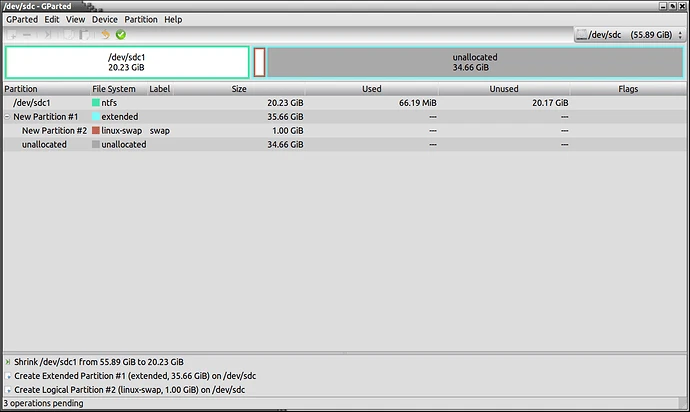 /dev/sdc - GParted
GParted Edit View Device Partition Help
/dev/sdc (55.89 GiB)
/dev/sdc1
20.23 GiB
unallocated
34.66 GiB
Partition File System Label Size Used Unused Flags
/dev/sdc1 ntfs 20.23 GiB 66.19 MiB 20.17 GiB
New Partition #1 extended 35.66 GiB --- ---
New Partition #2 linux-swap swap 1.00 GiB --- ---
unallocated unallocated 34.66 GiB --- ---
Shrink /dev/sdc1 from 55.89 GiB to 20.23 GiB
Create Extended Partition #1 (extended, 35.66 GiB) on /dev/sdc
Create Logical Partition #2 (linux-swap, 1.00 GiB) on /dev/sdc
3 operations pending